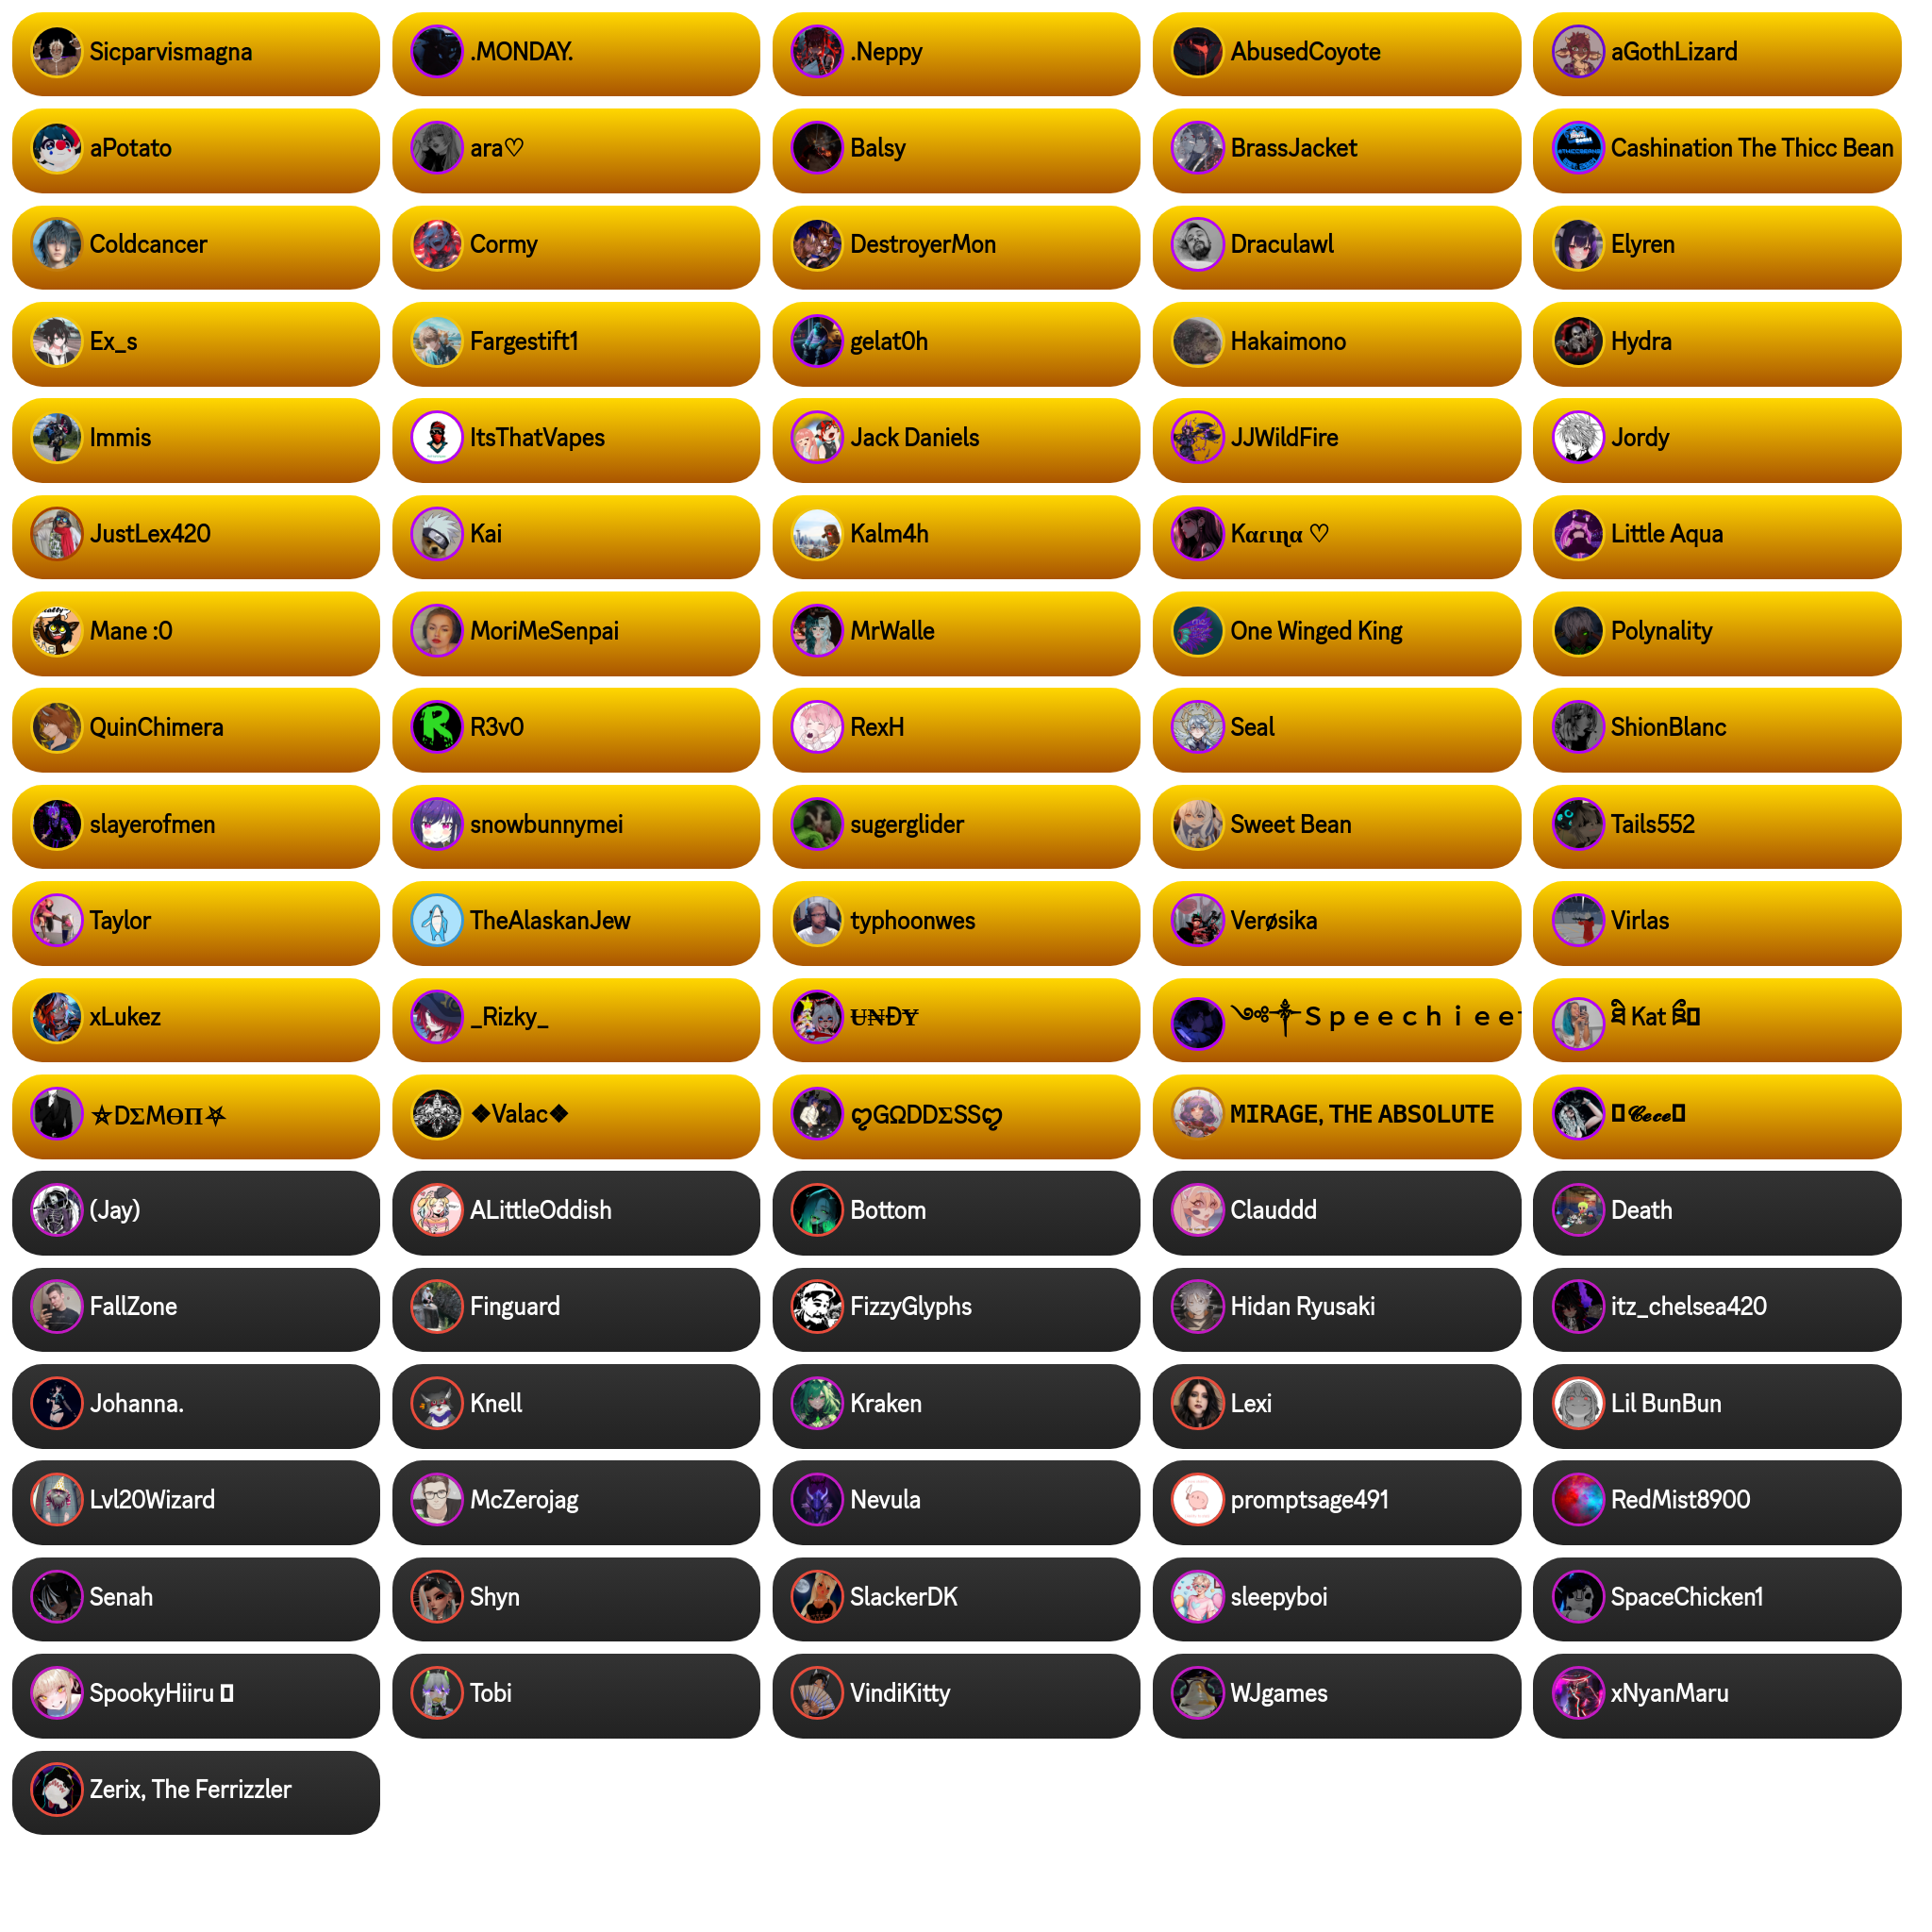 Sicparvismagna
.MONDAY.
.Neppy
AbusedCoyote
aGothLizard
aPotato
ara♡
Balsy
BrassJacket
Cashination The Thicc Bean
Coldcancer
Cormy
DestroyerMon
Draculawl
Elyren
Ex_s
Fargestift1
gelat0h
Hakaimono
Hydra
Immis
ItsThatVapes
Jack Daniels
JJWildFire
Jordy
JustLex420
Kai
Kalm4h
Kαɾιɳα ♡
Little Aqua
Mane :0
MoriMeSenpai
MrWalle
One Winged King
Polynality
QuinChimera
R3v0
RexH
Seal
ShionBlanc
slayerofmen
snowbunnymei
sugerglider
Sweet Bean
Tails552
Taylor
TheAlaskanJew
typhoonwes
Verøsika
Virlas
xLukez
_Rizky_
U̶₦ĐɎ
༄༻༒Ｓｐｅｅｃｈｉｅｅ
Kat
⛤DΣMӨΠ⛧
❖Valac❖
ღGΩDDΣSSღ
MIRAGE, THE ABSOLUTE
𝓒𝓮𝓬𝓮
(Jay)
ALittleOddish
Bottom
Clauddd
Death
FallZone
Finguard
FizzyGlyphs
Hidan Ryusaki
itz_chelsea420
Johanna.
Knell
Kraken
Lexi
Lil BunBun
Lvl20Wizard
McZerojag
Nevula
promptsage491
RedMist8900
Senah
Shyn
SlackerDK
sleepyboi
SpaceChicken1
SpookyHiiru
Tobi
VindiKitty
WJgames
xNyanMaru
Zerix, The Ferrizzler